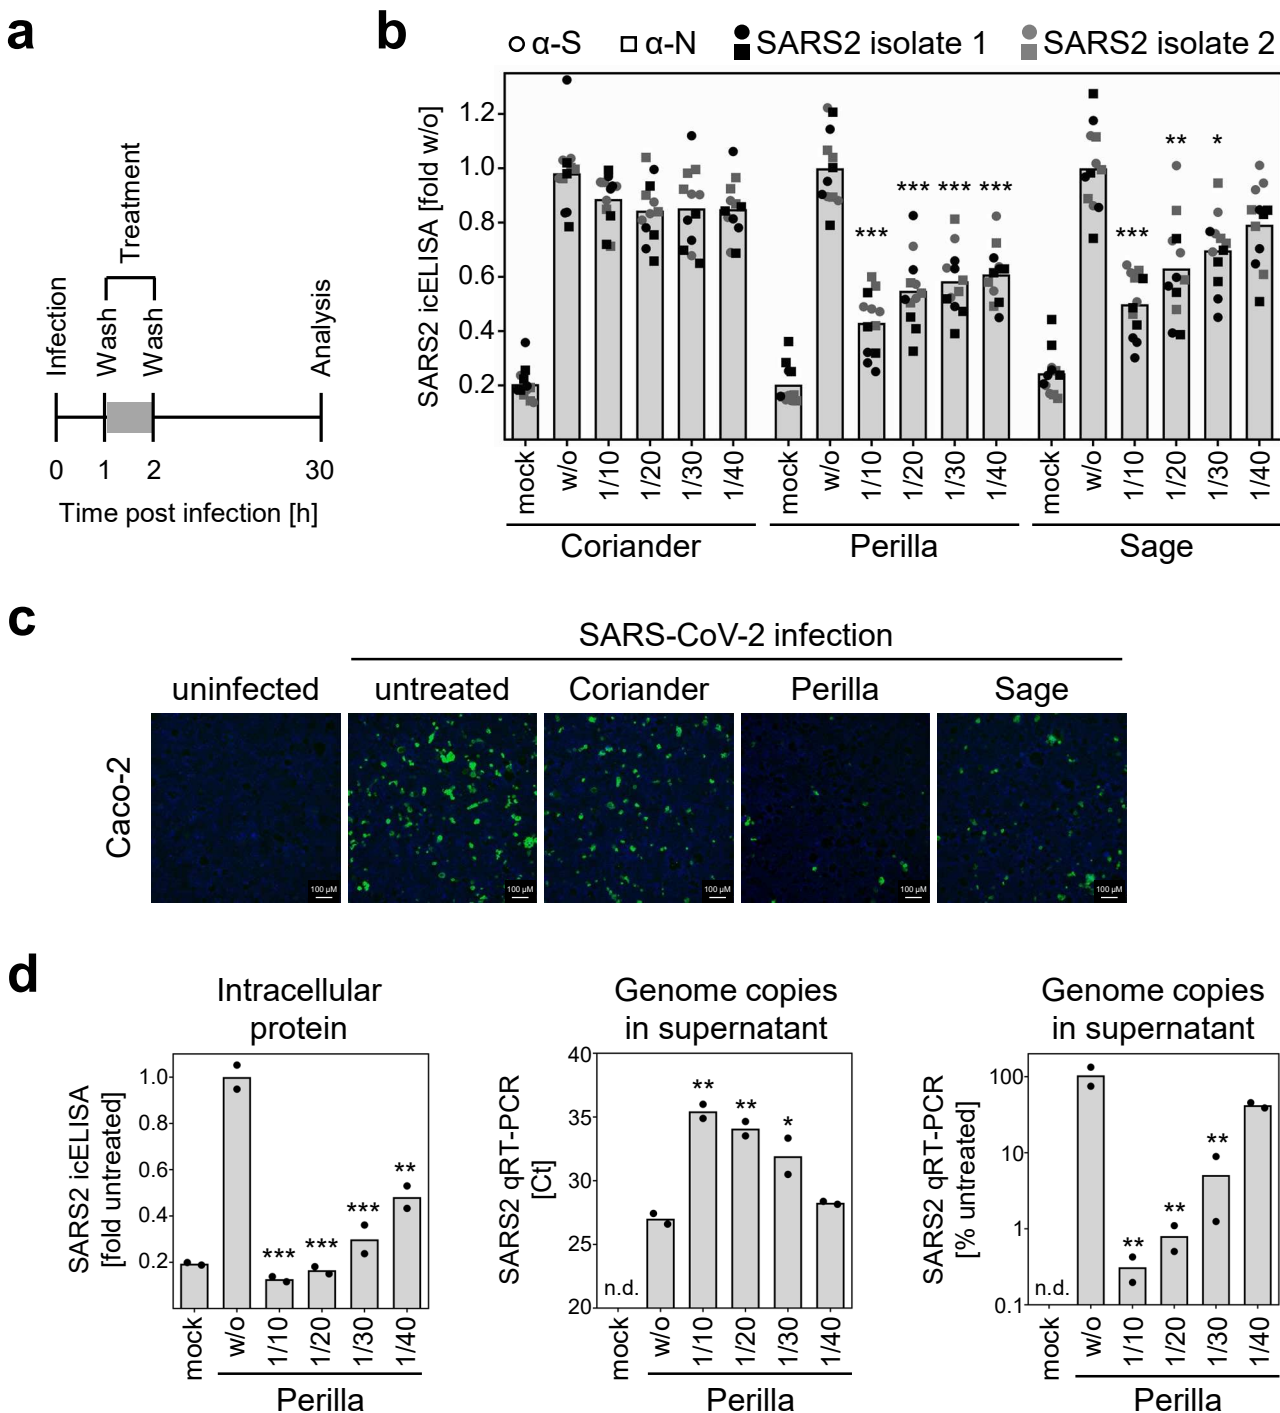 a
Infection
Wash
Treatment
Wash
Analysis
0 1 2 30
Time post infection [h]
b
α-S α-N SARS2 isolate 1 SARS2 isolate 2
SARS2 icELISA [fold w/o]
1.2
1.0
0.8
0.6
0.4
0.2
*** *** *** *** *** ** *
mock w/o 1/10 1/20 1/30 1/40 mock w/o 1/10 1/20 1/30 1/40 mock w/o 1/10 1/20 1/30 1/40
Coriander Perilla Sage
c
SARS-CoV-2 infection
uninfected untreated Coriander Perilla Sage
Caco-2
100 µM 100 µM 100 µM 100 µM 100 µM
d
Intracellular
protein
SARS2 icELISA
[fold untreated]
1.0
0.8
0.6
0.4
0.2
*** *** *** **
mock w/o 1/10 1/20 1/30 1/40
Perilla
Genome copies
in supernatant
SARS2 qRT-PCR
[Ct]
40
35
30
25
20
n.d.
** ** *
mock w/o 1/10 1/20 1/30 1/40
Perilla
Genome copies
in supernatant
SARS2 qRT-PCR
[% untreated]
100
10
1
0.1
n.d.
** ** **
mock w/o 1/10 1/20 1/30 1/40
Perilla